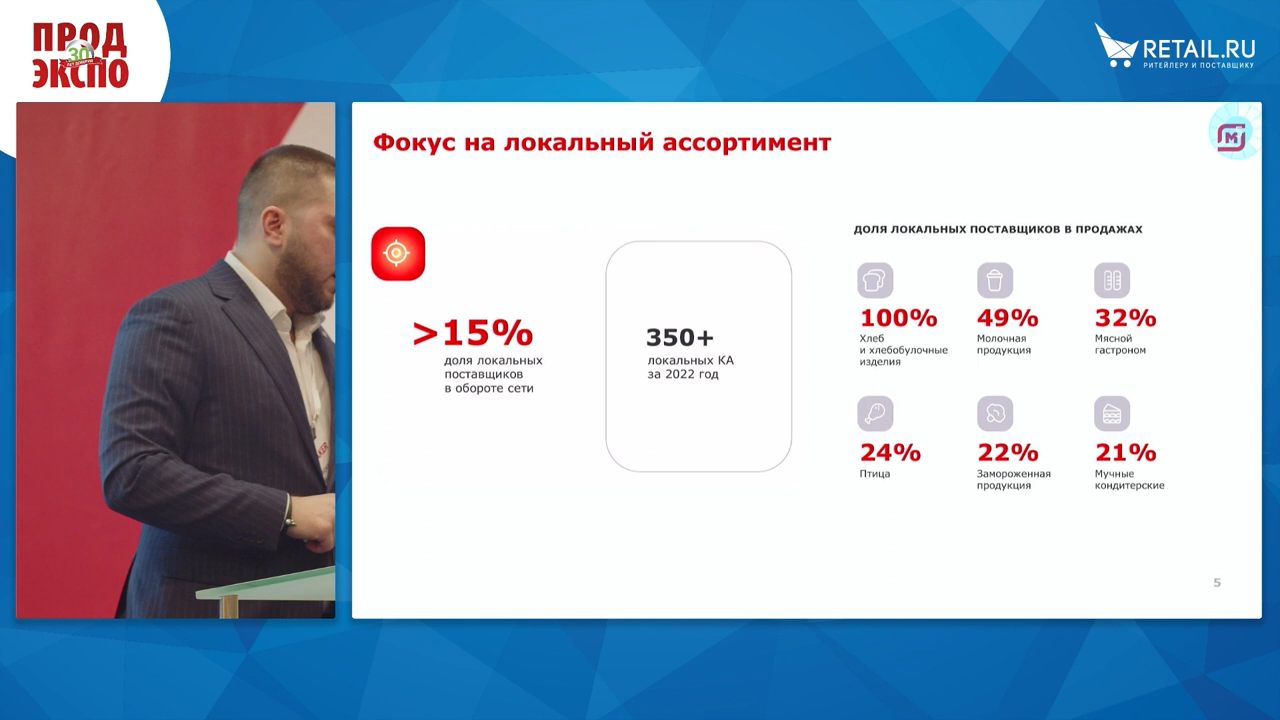 ПРОД
30
ЭКСПО
RETAIL.RU
РИТЕЙЛЕРУ И ПОСТАВЩИКУ
Фокус на локальный ассортимент
М
>15%
доля локальных
поставщиков
в обороте сети
350+
локальных КА
за 2022 год
ДОЛЯ ЛОКАЛЬНЫХ ПОСТАВЩИКОВ В ПРОДАЖАХ
100%
Хлеб
и хлебобулочные
изделия
49%
Молочная
продукция
32%
Мясной
гастроном
24%
Птица
22%
Замороженная
продукция
21%
Мучные
кондитерские
5